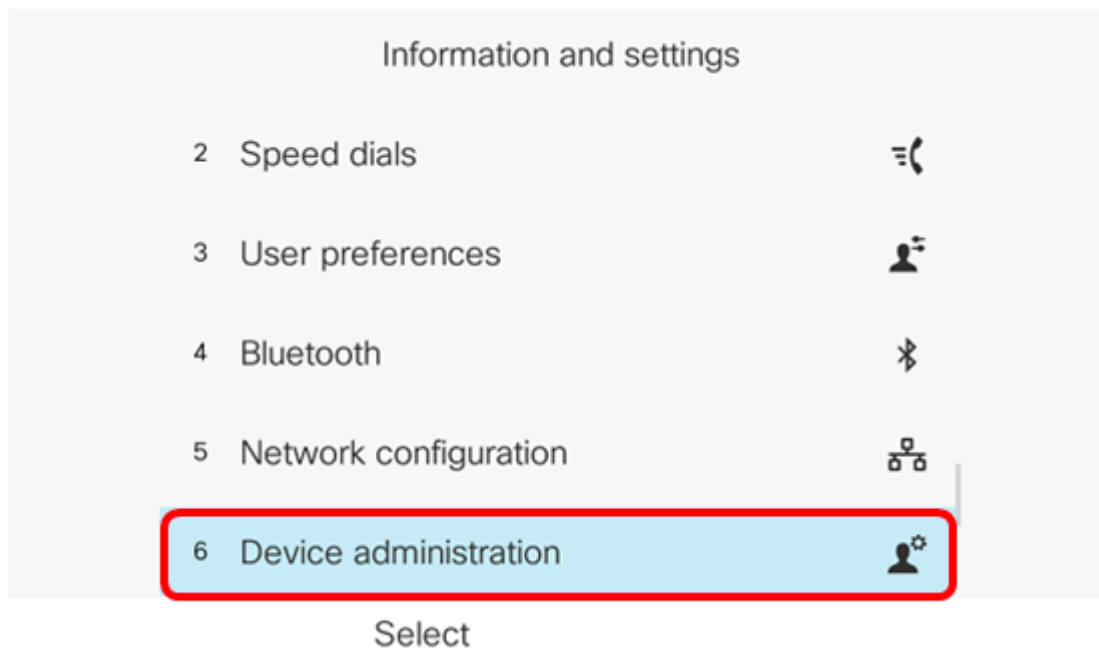 Information and settings
2 Speed dials
3 User preferences
4 Bluetooth
5 Network configuration
6 Device administration
Select